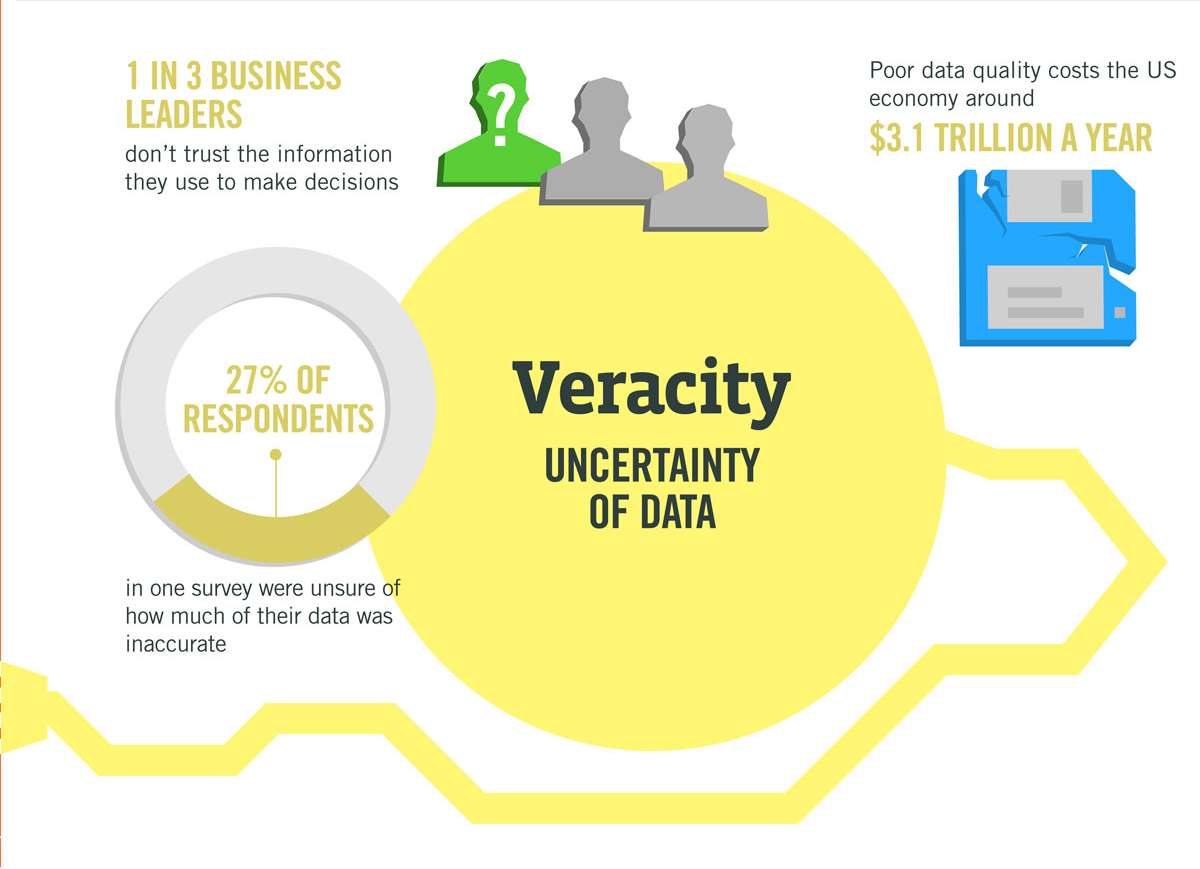 1 IN 3 BUSINESS
LEADERS
don't trust the information
they use to make decisions
?
Poor data quality costs the US
economy around
$3.1 TRILLION A YEAR
27% OF
RESPONDENTS
in one survey were unsure of
how much of their data was
inaccurate
Veracity
UNCERTAINTY
OF DATA